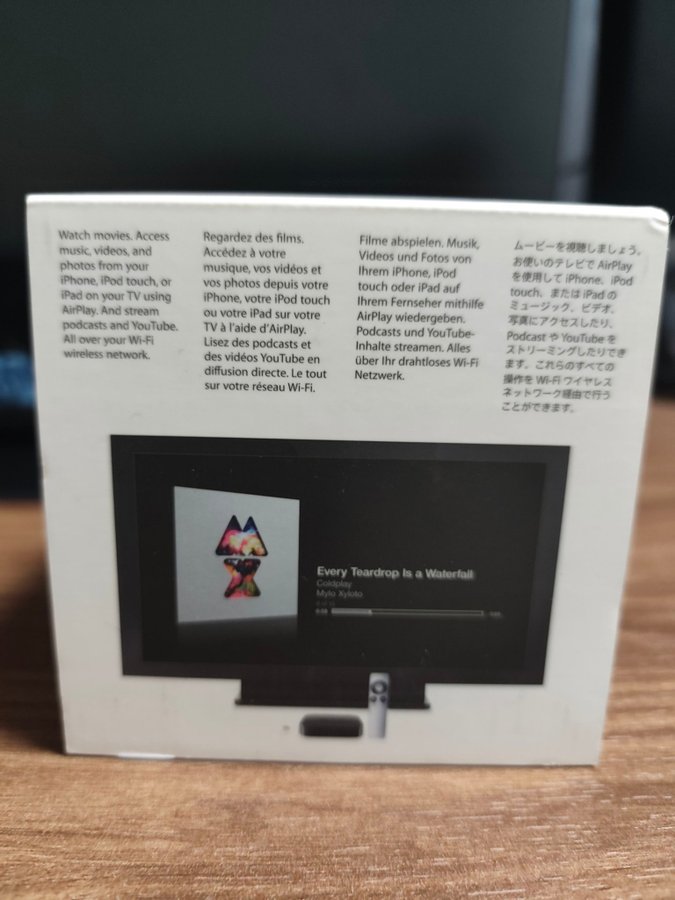 Watch movies. Access
music, videos, and
photos from your
iPhone, iPod touch, or
iPad on your TV using
AirPlay. And stream
podcasts and YouTube.
All over your Wi-Fi
wireless network.
Regardez des films.
Accédez à votre
musique, vos vidéos et
vos photos depuis votre
iPhone, votre iPod touch
ou votre iPad sur votre
TV à l'aide d'AirPlay.
Lisez des podcasts et
des vidéos YouTube en
diffusion directe. Le tout
sur votre réseau Wi-Fi.
Filme abspielen. Musik,
Videos und Fotos von
Ihrem iPhone, iPod
touch oder iPad auf
Ihrem Fernseher mithilfe
AirPlay wiedergeben.
Podcasts und YouTube-
Inhalte streamen. Alles
über Ihr drahtloses Wi-Fi
Netzwerk.
ムービーを視聴しましょう。
お使いのテレビで AirPlay
を使用して iPhone、iPod
touch、または iPad の
ミュージック、ビデオ、
写真にアクセスしたり、
Podcast や YouTube を
ストリーミングしたりでき
ます。これらのすべての
操作を Wi-Fi ワイヤレス
ネットワーク経由で行う
ことができます。
Every Teardrop Is a Waterfall
Coldplay
Mylo Xyloto